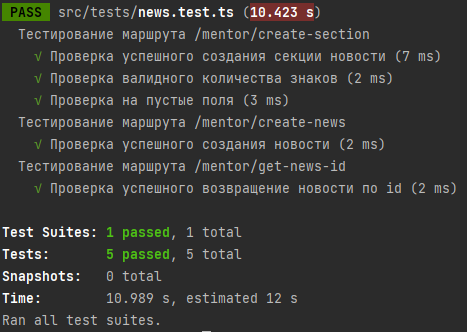 PASS src/tests/news.test.ts (10.423 s)
Тестирование маршрута /mentor/create-section
√ Проверка успешного создания секции новости (7 ms)
√ Проверка валидного количества знаков (2 ms)
√ Проверка на пустые поля (3 ms)
Тестирование маршрута /mentor/create-news
√ Проверка успешного создания новости (2 ms)
Тестирование маршрута /mentor/get-news-id
√ Проверка успешного возвращение новости по id (2 ms)
Test Suites: 1 passed, 1 total
Tests: 5 passed, 5 total
Snapshots: 0 total
Time: 10.989 s, estimated 12 s
Ran all test suites.